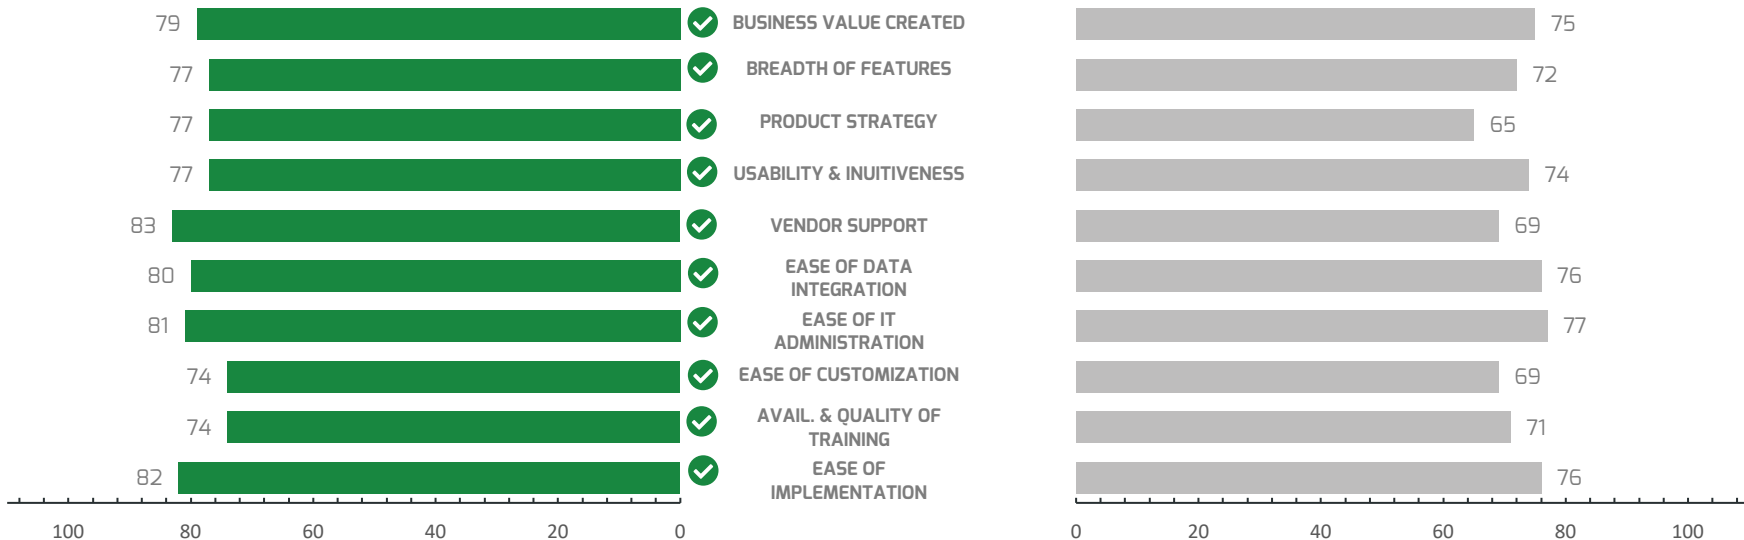 79 BUSINESS VALUE CREATED 75
77 BREADTH OF FEATURES 72
77 PRODUCT STRATEGY 65
77 USABILITY & INUITIVENESS 74
83 VENDOR SUPPORT 69
80 EASE OF DATA 76
INTEGRATION
81 EASE OF IT 77
ADMINISTRATION
74 EASE OF CUSTOMIZATION 69
74 AVAIL. & QUALITY OF 71
TRAINING
82 EASE OF 76
IMPLEMENTATION
100 80 60 40 20 0 0 20 40 60 80 100